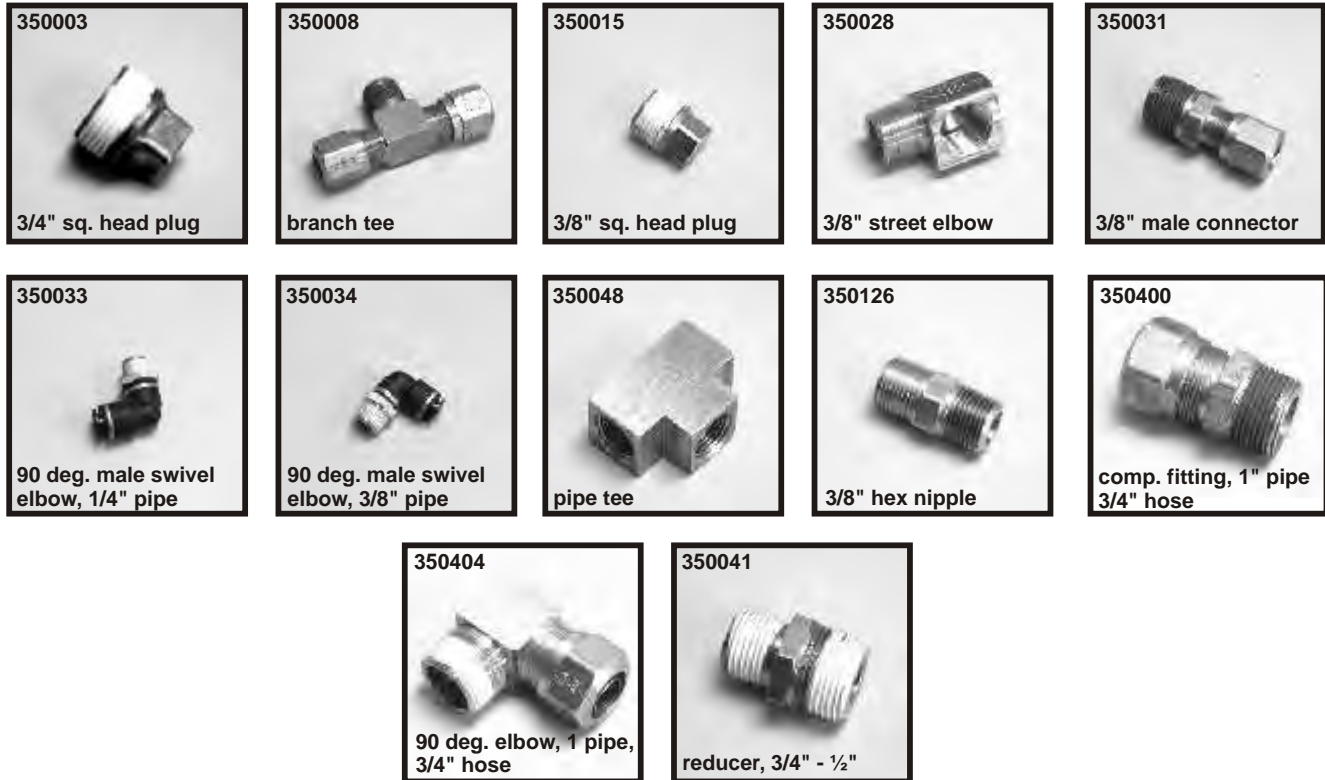 350003
3/4" sq. head plug
350008
branch tee
350015
3/8" sq. head plug
350028
3/8" street elbow
350031
3/8" male connector
350033
90 deg. male swivel
elbow, 1/4" pipe
350034
90 deg. male swivel
elbow, 3/8" pipe
350048
pipe tee
350126
3/8" hex nipple
350400
comp. fitting, 1" pipe
3/4" hose
350404
90 deg. elbow, 1 pipe,
3/4" hose
350041
reducer, 3/4" - ½"